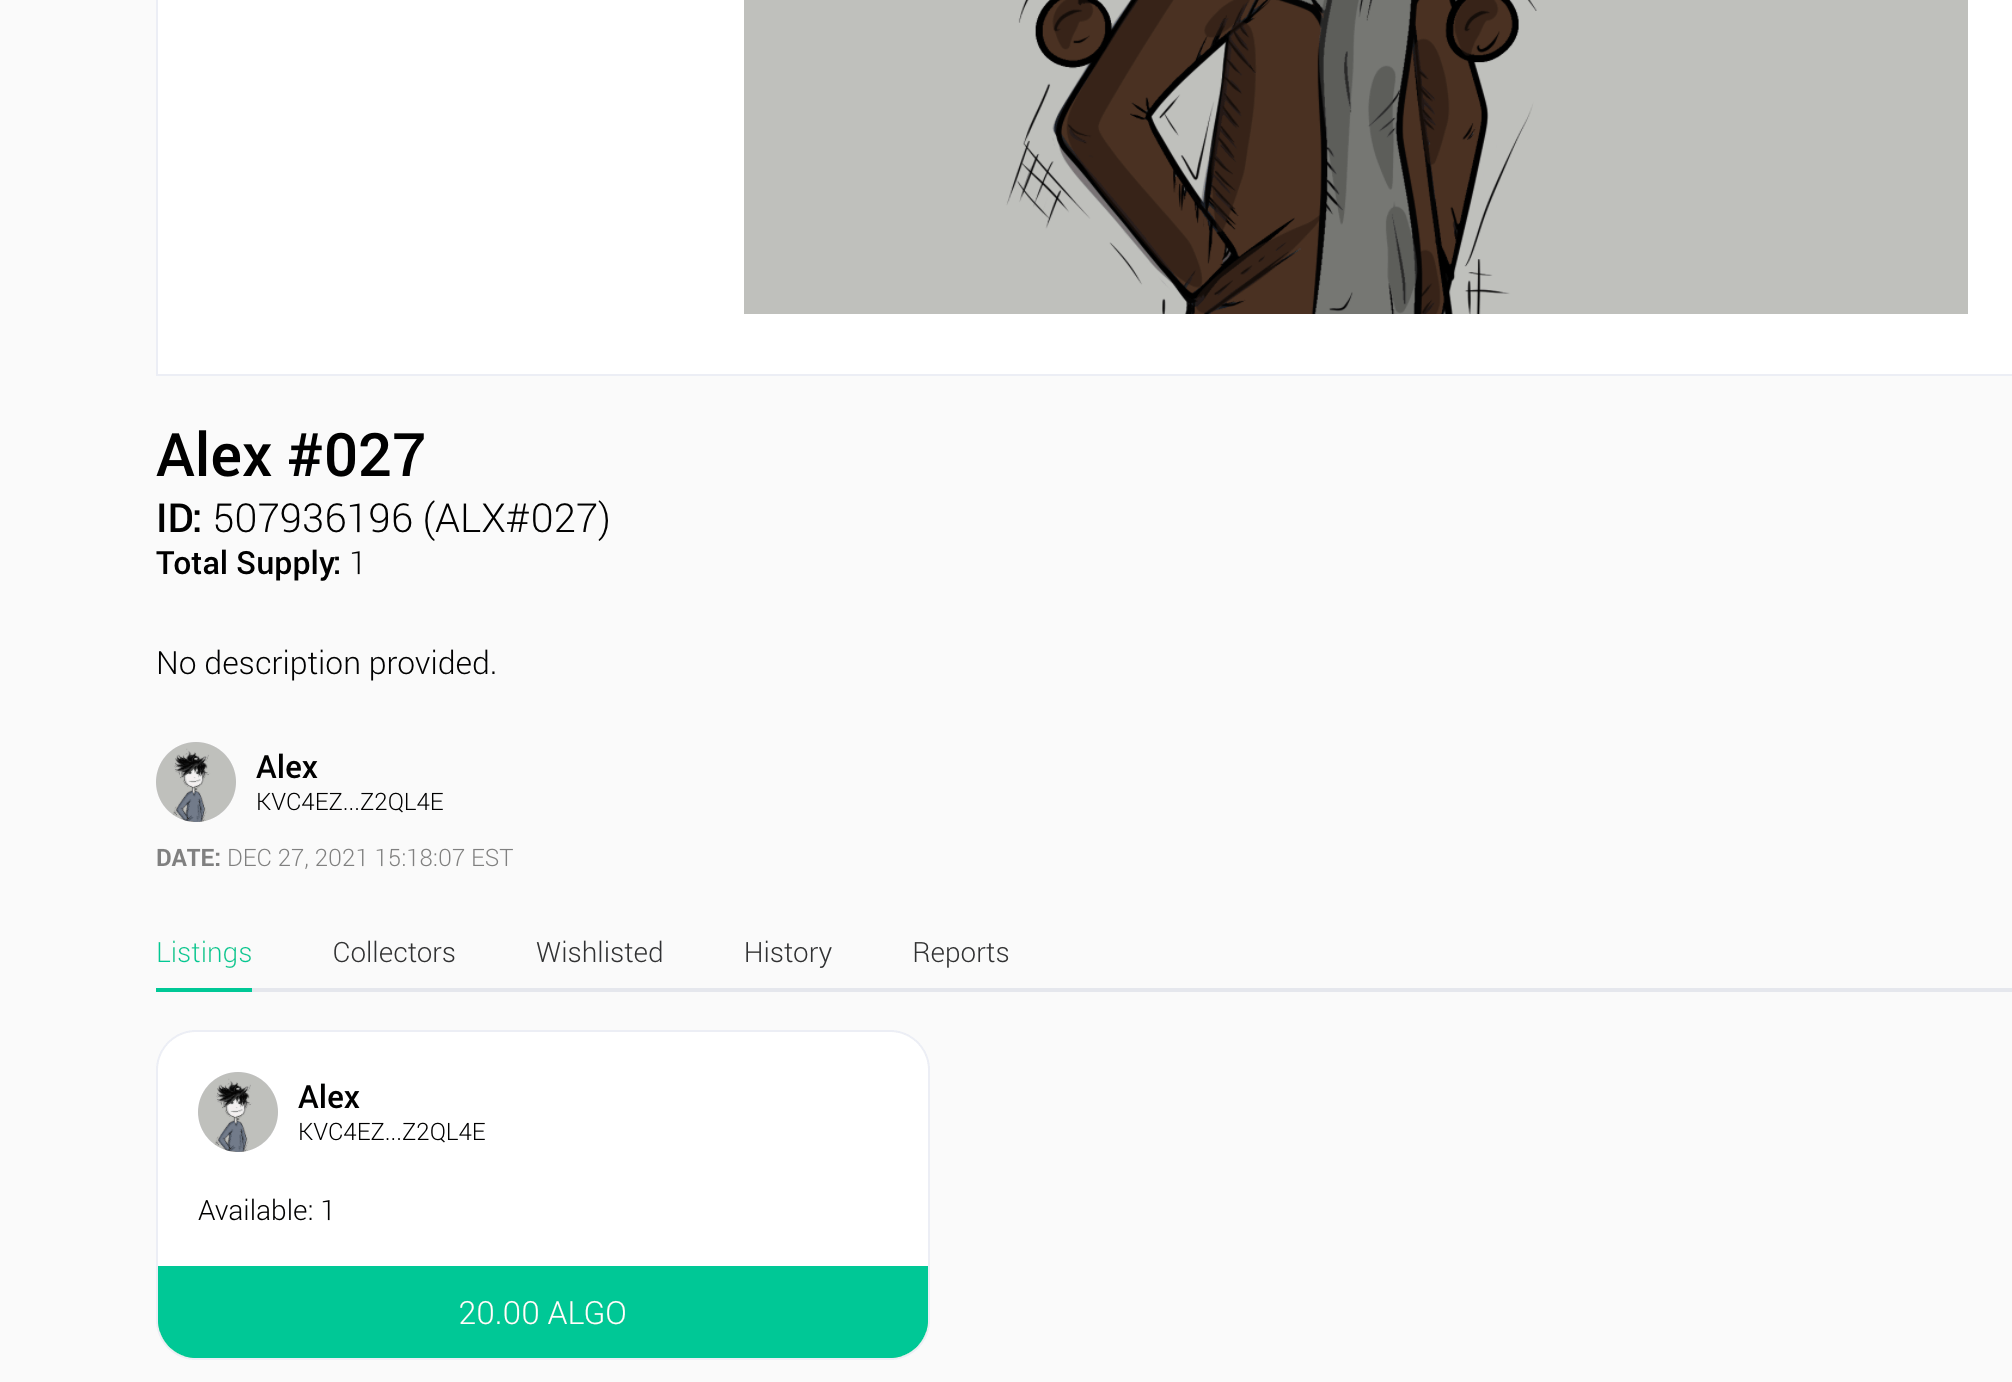 Alex #027
ID: 507936196 (ALX#027)
Total Supply: 1
No description provided.
Alex
KVC4EZ...Z2QL4E
DATE: DEC 27, 2021 15:18:07 EST
Listings Collectors Wishlisted History Reports
Alex
KVC4EZ...Z2QL4E
Available: 1
20.00 ALGO